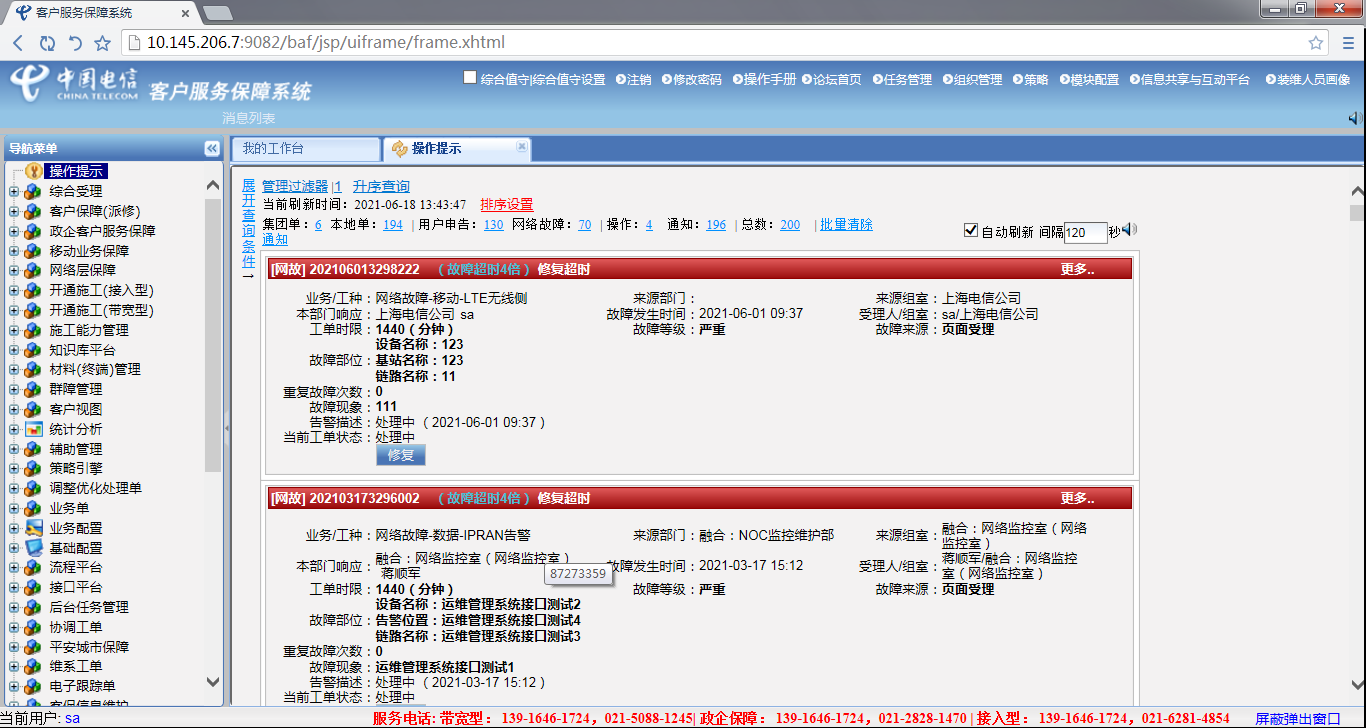 客户服务保障系统
10.145.206.7:9082/baf/jsp/uiframe/frame.xhtml
中国电信
CHINA TELECOM
客户服务保障系统
综合值守|综合值守设置 注销 修改密码 操作手册 论坛首页 任务管理 组织管理 策略 模块配置 信息共享与互动平台 装维人员画像
消息列表
导航菜单
操作提示
综合受理
客户保障(派修)
政企客户服务保障
移动业务保障
网络层保障
开通施工(接入型)
开通施工(带宽型)
施工能力管理
知识库平台
材料(终端)管理
群障管理
客户视图
统计分析
辅助管理
策略引擎
调整优化处理单
业务单
业务配置
基础配置
流程平台
接口平台
后台任务管理
协调工单
平安城市保障
维系工单
电子跟踪单
客保信息维护
我的工作台 操作提示
展开查询条件→
管理过滤器|1 升序查询
当前刷新时间：2021-06-18 13:43:47 排序设置
集团单：6 本地单：194 | 用户申告：130 网络故障：70 | 操作：4 通知：196 | 总数：200 | 批量清除
通知
自动刷新 间隔120秒
[网故] 202106013298222 （故障超时4倍）修复超时 更多..
业务/工种：网络故障-移动-LTE无线侧 来源部门： 来源组室：上海电信公司
本部门响应：上海电信公司 sa 故障发生时间：2021-06-01 09:37 受理人/组室：sa/上海电信公司
工单时限：1440（分钟） 故障等级：严重 故障来源：页面受理
设备名称：123
故障部位：基站名称：123
链路名称：11
重复故障次数：0
故障现象：111
告警描述：处理中（2021-06-01 09:37）
当前工单状态：处理中
修复
[网故] 202103173296002 （故障超时4倍）修复超时 更多..
业务/工种：网络故障-数据-IPRAN告警 来源部门：融合：NOC监控维护部 来源组室：融合：网络监控室（网络
监控室）
本部门响应：融合：网络监控室（网络监控室）
蒋顺军
故障发生时间：2021-03-17 15:12 受理人/组室：蒋顺军/融合：网络监控
室（网络监控室）
87273359
工单时限：1440（分钟） 故障等级：严重 故障来源：页面受理
设备名称：运维管理系统接口测试2
故障部位：告警位置：运维管理系统接口测试4
链路名称：运维管理系统接口测试3
重复故障次数：0
故障现象：运维管理系统接口测试1
告警描述：处理中（2021-03-17 15:12）
当前工单状态：处理中
当前用户: sa
服务电话: 带宽型：139-1646-1724，021-5088-1245| 政企保障：139-1646-1724，021-2828-1470 | 接入型：139-1646-1724，021-6281-4854
屏蔽弹出窗口